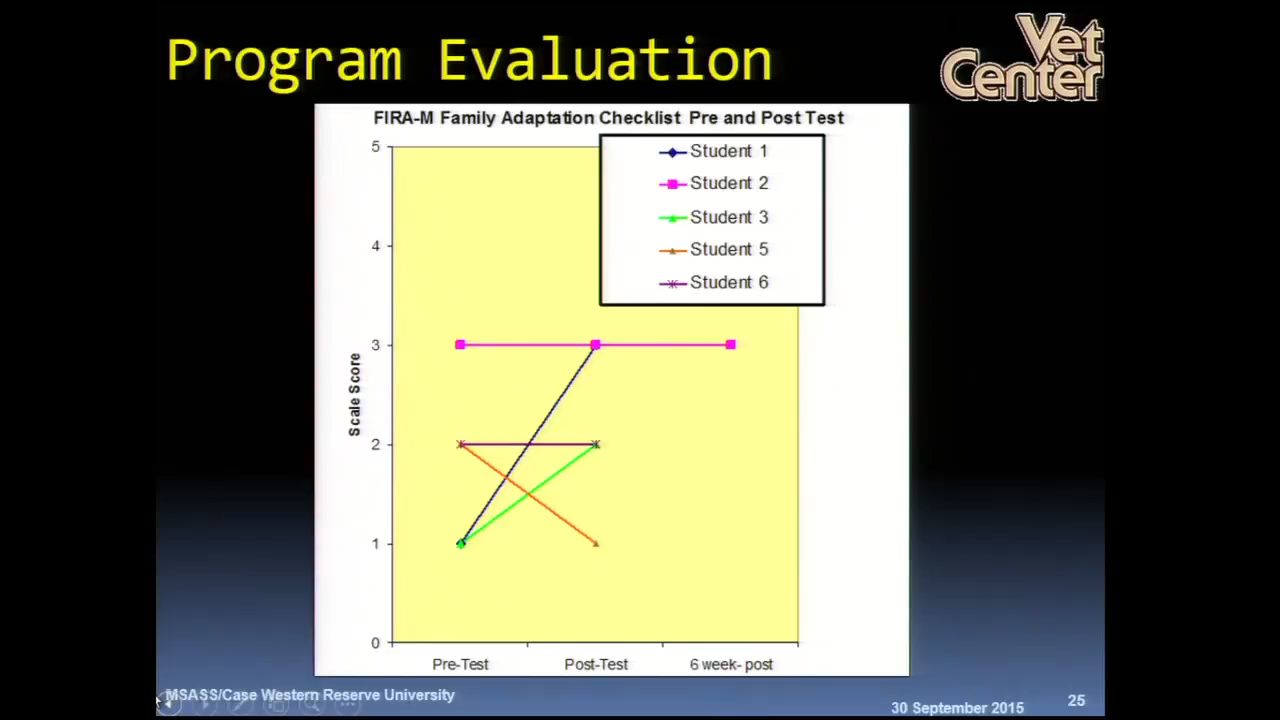 Program Evaluation
Vet
Center
FIRA-M Family Adaptation Checklist Pre and Post Test
Student 1
Student 2
Student 3
Student 5
Student 6
5
4
3
2
1
0
Scale Score
Pre-Test Post-Test 6 week- post
MSASS/Case Western Reserve University
30 September 2015
25